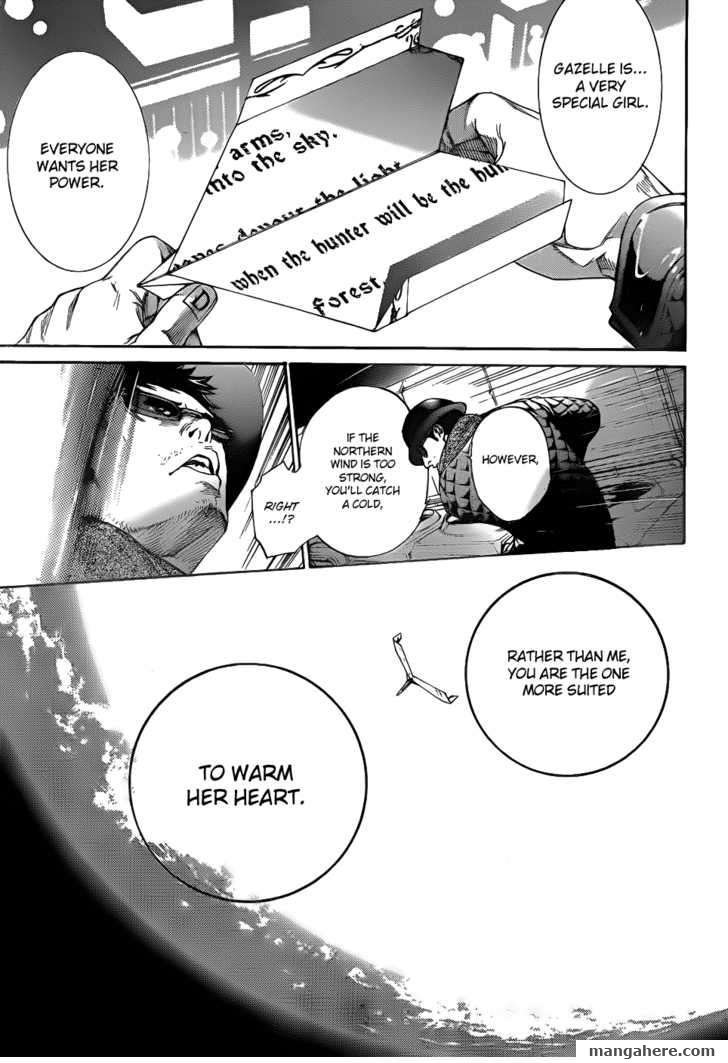 GAZELLE IS...
A VERY
SPECIAL GIRL.
EVERYONE
WANTS HER
POWER.
arms,
into the sky.
devour the light
when the hunter will be the
forest
D
HOWEVER,
IF THE
NORTHERN
WIND IS TOO
STRONG,
YOU'LL CATCH
A COLD,
RIGHT
...!?
RATHER THAN ME,
YOU ARE THE ONE
MORE SUITED
TO WARM
HER HEART.
mangahere.com